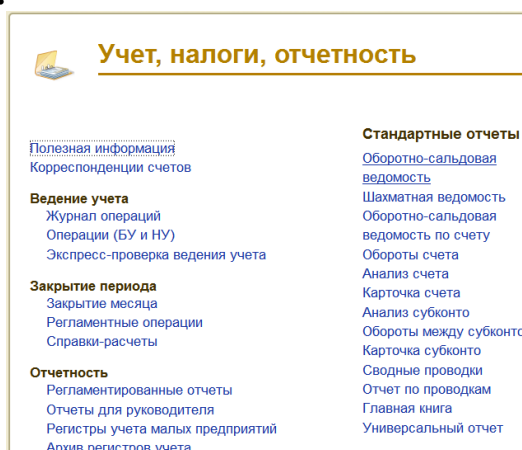 Учет, налоги, отчетность
Полезная информация
Корреспонденции счетов
Ведение учета
Журнал операций
Операции (БУ и НУ)
Экспресс-проверка ведения учета
Закрытие периода
Закрытие месяца
Регламентные операции
Справки-расчеты
Отчетность
Регламентированные отчеты
Отчеты для руководителя
Регистры учета малых предприятий
Архив регистров учета
Стандартные отчеты
Оборотно-сальдовая
ведомость
Шахматная ведомость
Оборотно-сальдовая
ведомость по счету
Обороты счета
Анализ счета
Карточка счета
Анализ субконто
Обороты между субконто
Карточка субконто
Сводные проводки
Отчет по проводкам
Главная книга
Универсальный отчет